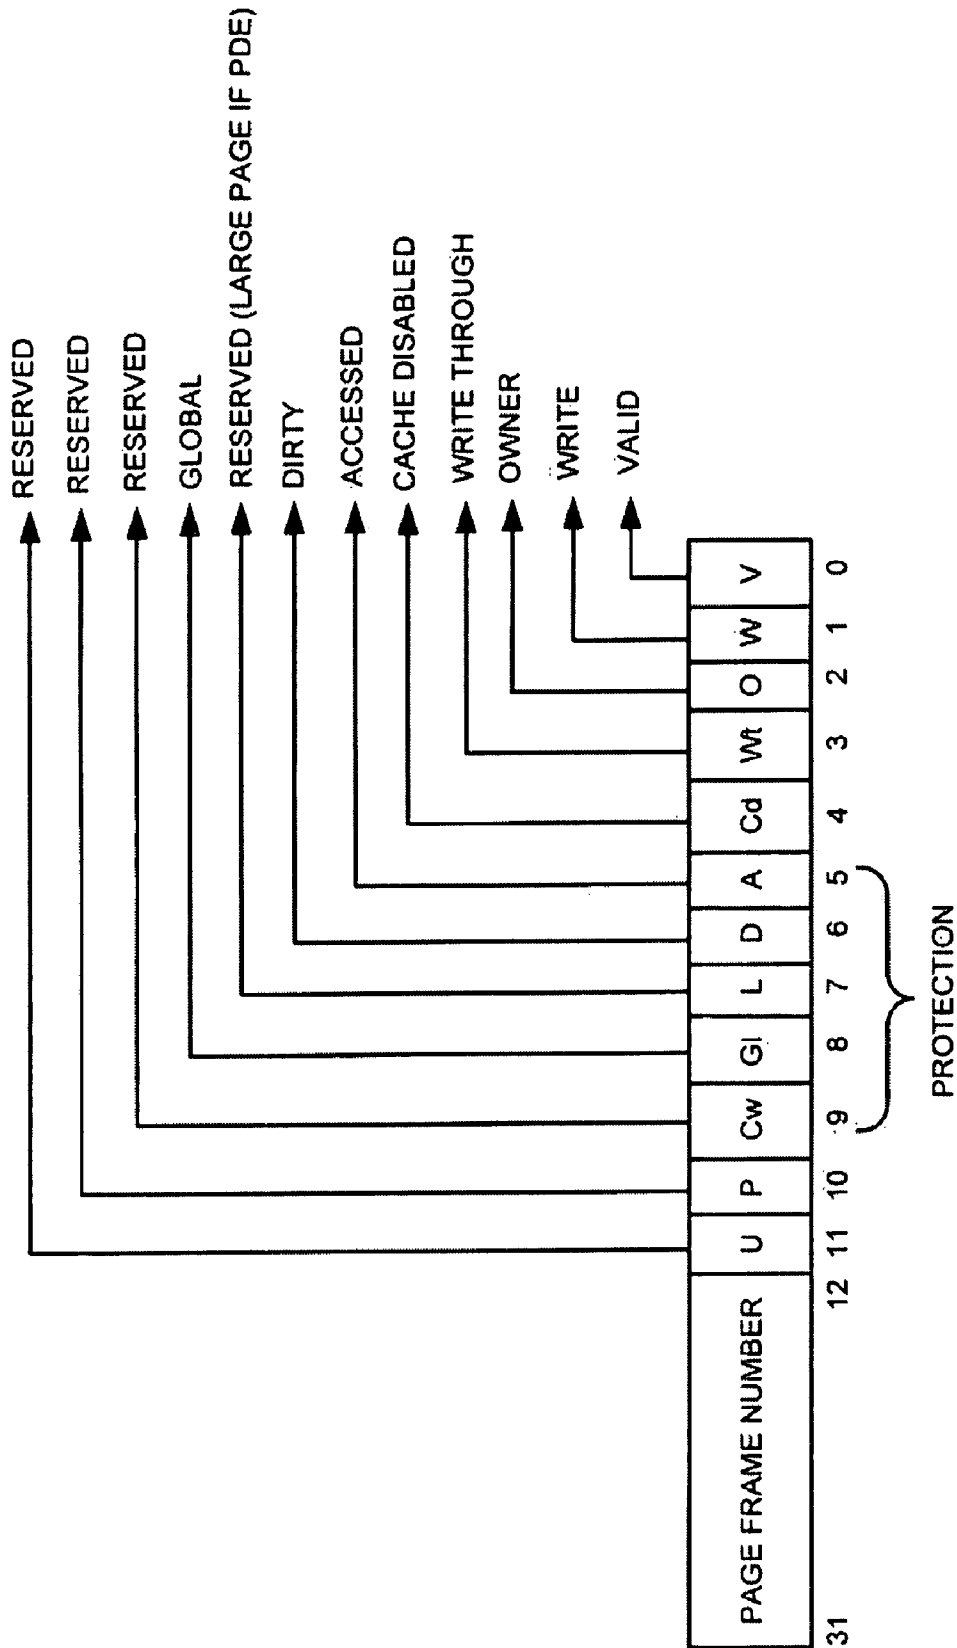 RESERVED
RESERVED
RESERVED
GLOBAL
RESERVED (LARGE PAGE IF PDE)
DIRTY
ACCESSED
CACHE DISABLED
WRITE THROUGH
OWNER
WRITE
VALID
PAGE FRAME NUMBER U P Cw Gl L D A Cd Wt O W V
31 12 11 10 9 8 7 6 5 4 3 2 1 0
PROTECTION